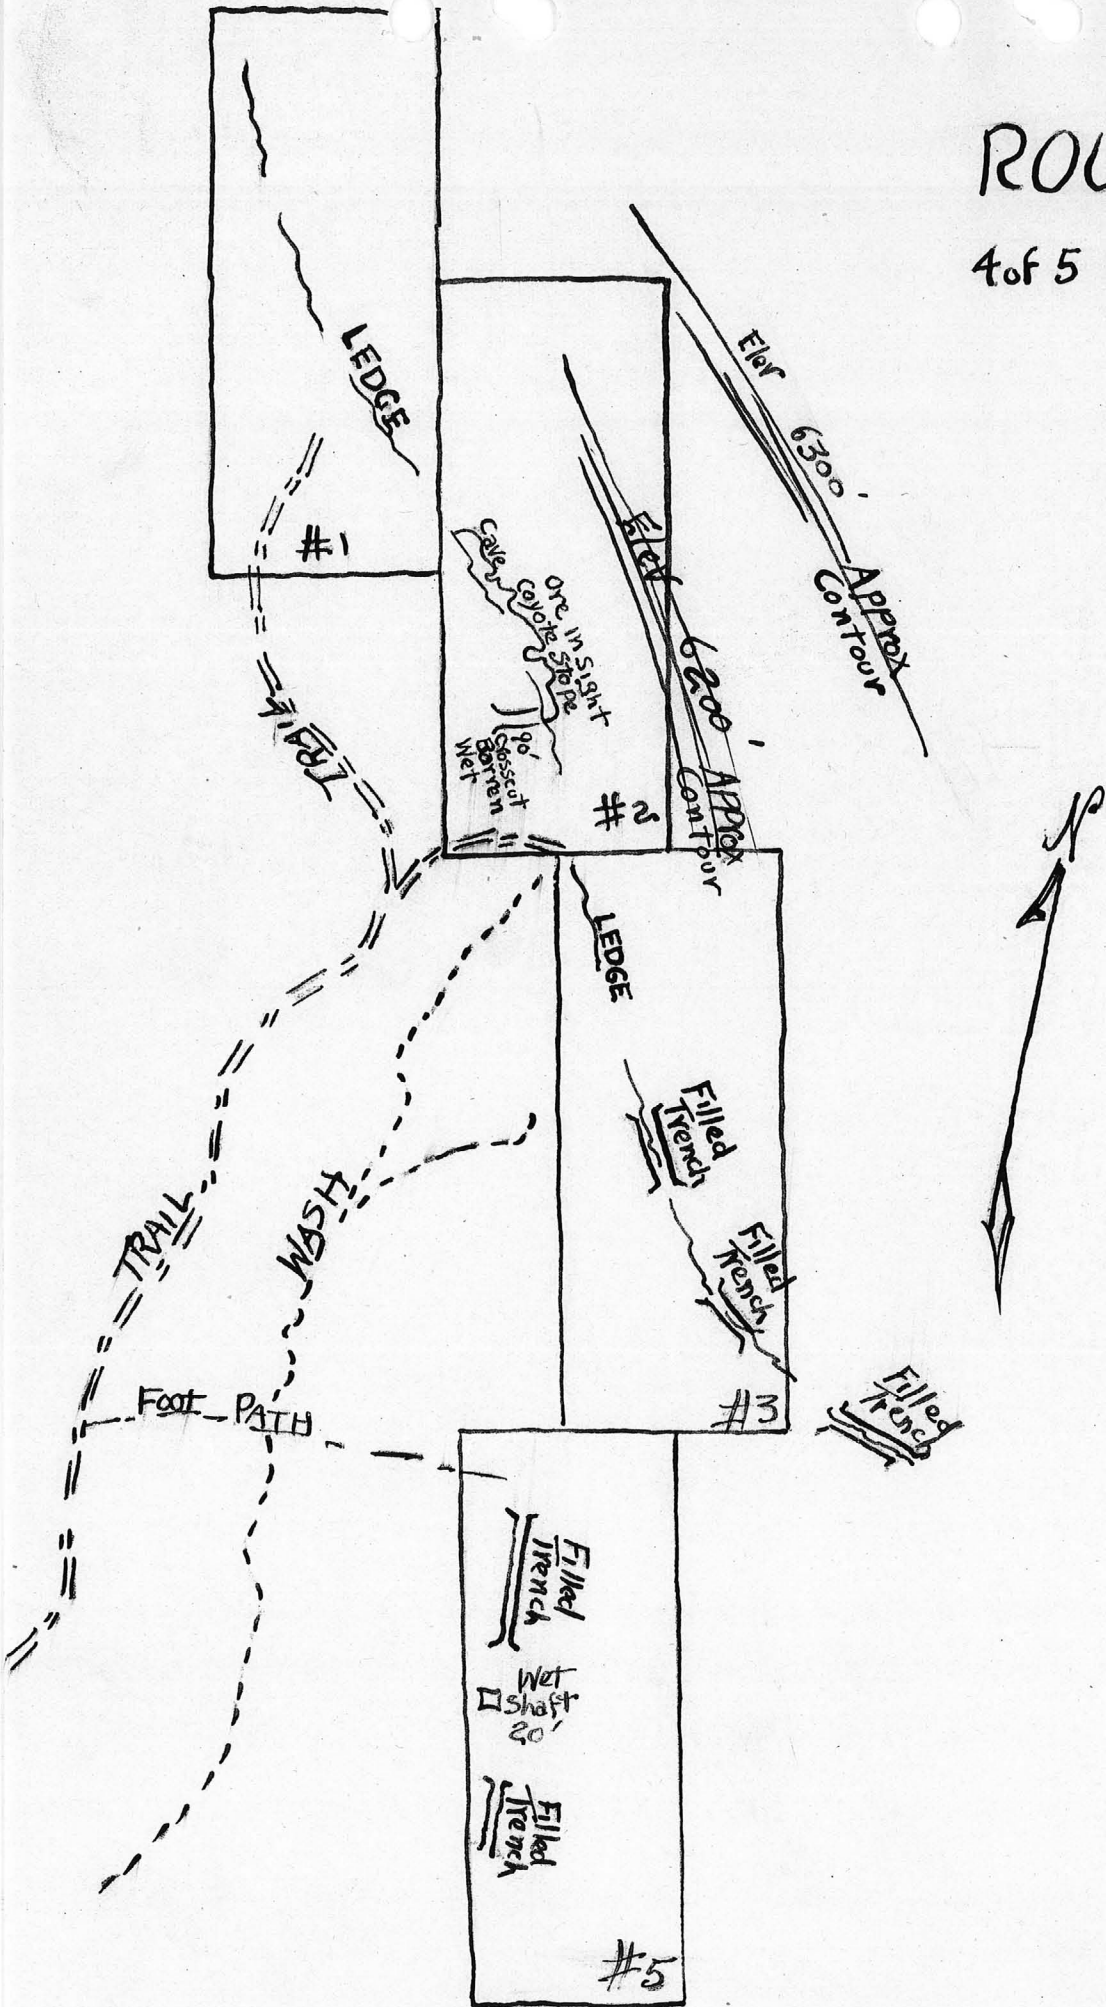 ROU
4 of 5
LEDGE
#1
Elev
6300'
Approx
Contour
Cave
Ore in Sight
Coyote Stope
90'
Crosscut
Barren
Wet
#2
Elev
6200'
Approx
Contour
TRAIL
N
LEDGE
Filled
Trench
Filled
Trench
#3
TRAIL
WASH
FOOT PATH
Filled
Trench
Filled
Trench
Wet
Shaft
20'
Filled
Trench
#5